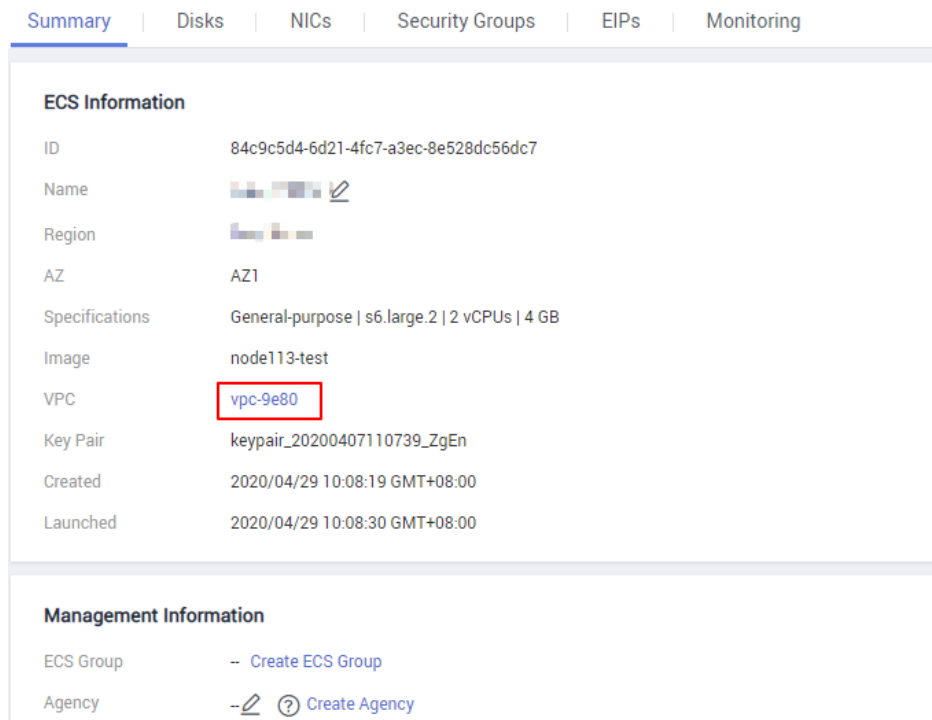 Summary | Disks | NICs | Security Groups | EIPs | Monitoring
ECS Information
ID 84c9c5d4-6d21-4fc7-a3ec-8e528dc56dc7
Name
Region
AZ AZ1
Specifications General-purpose | s6.large.2 | 2 vCPUs | 4 GB
Image node113-test
VPC vpc-9e80
Key Pair keypair_20200407110739_ZgEn
Created 2020/04/29 10:08:19 GMT+08:00
Launched 2020/04/29 10:08:30 GMT+08:00
Management Information
ECS Group -- Create ECS Group
Agency -- ? Create Agency